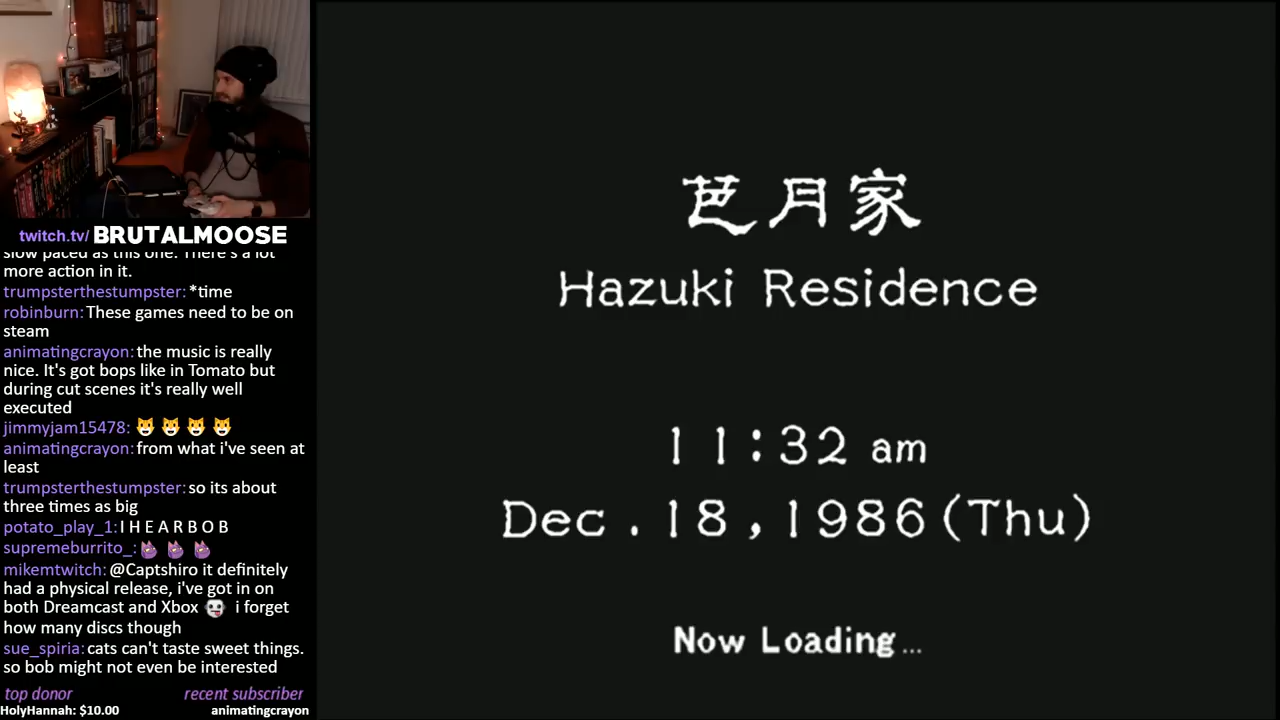 twitch.tv/ BRUTALMOOSE
slow paced as this one. There's a lot
more action in it.
trumpsterthestumpster: *time
robinburn: These games need to be on
steam
animatingcrayon: the music is really
nice. It's got bops like in Tomato but
during cut scenes it's really well
executed
jimmyjam15478: 😼 😼 😼 😼
animatingcrayon: from what i've seen at
least
trumpsterthestumpster: so its about
three times as big
potato_play_1: I H E A R B O B
supremeburrito_:
mikemtwitch: @Captshiro it definitely
had a physical release, i've got in on
both Dreamcast and Xbox i forget
how many discs though
sue_spiria: cats can't taste sweet things.
so bob might not even be interested
top donor
recent subscriber
HolyHannah: $10.00
animatingcrayon
芭月家
Hazuki Residence
11:32 am
Dec.18,1986(Thu)
Now Loading...